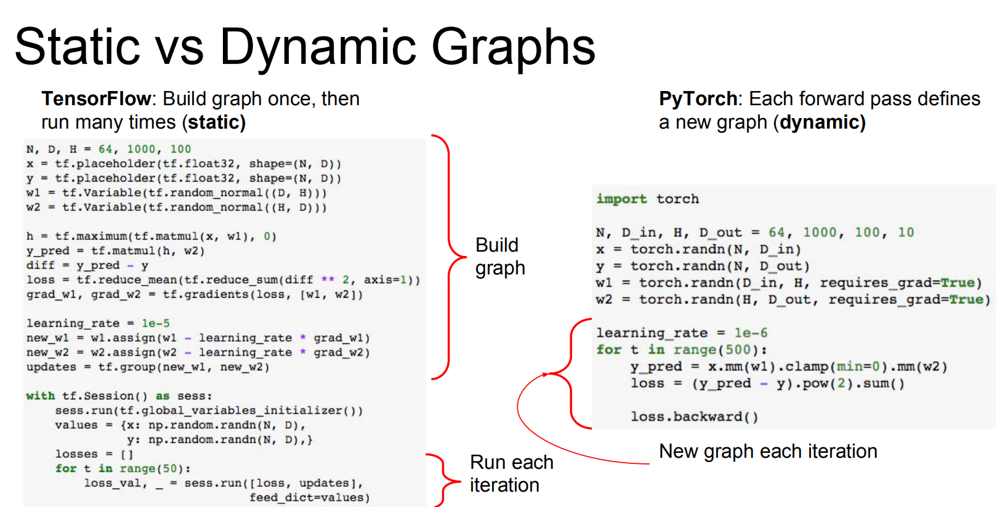 Static vs Dynamic Graphs
TensorFlow: Build graph once, then
run many times (static)
N, D, H = 64, 1000, 100
x = tf.placeholder(tf.float32, shape=(N, D))
y = tf.placeholder(tf.float32, shape=(N, D))
w1 = tf.Variable(tf.random_normal((D, H)))
w2 = tf.Variable(tf.random_normal((H, D)))
h = tf.maximum(tf.matmul(x, w1), 0)
y_pred = tf.matmul(h, w2)
diff = y_pred - y
loss = tf.reduce_mean(tf.reduce_sum(diff ** 2, axis=1))
grad_w1, grad_w2 = tf.gradients(loss, [w1, w2])
learning_rate = 1e-5
new_w1 = w1.assign(w1 - learning_rate * grad_w1)
new_w2 = w2.assign(w2 - learning_rate * grad_w2)
updates = tf.group(new_w1, new_w2)
with tf.Session() as sess:
    sess.run(tf.global_variables_initializer())
    values = {x: np.random.randn(N, D),
              y: np.random.randn(N, D),}
    losses = []
    for t in range(50):
        loss_val, _ = sess.run([loss, updates],
                               feed_dict=values)
Build
graph
Run each
iteration
PyTorch: Each forward pass defines
a new graph (dynamic)
import torch
N, D_in, H, D_out = 64, 1000, 100, 10
x = torch.randn(N, D_in)
y = torch.randn(N, D_out)
w1 = torch.randn(D_in, H, requires_grad=True)
w2 = torch.randn(H, D_out, requires_grad=True)
learning_rate = 1e-6
for t in range(500):
    y_pred = x.mm(w1).clamp(min=0).mm(w2)
    loss = (y_pred - y).pow(2).sum()
    loss.backward()
New graph each iteration